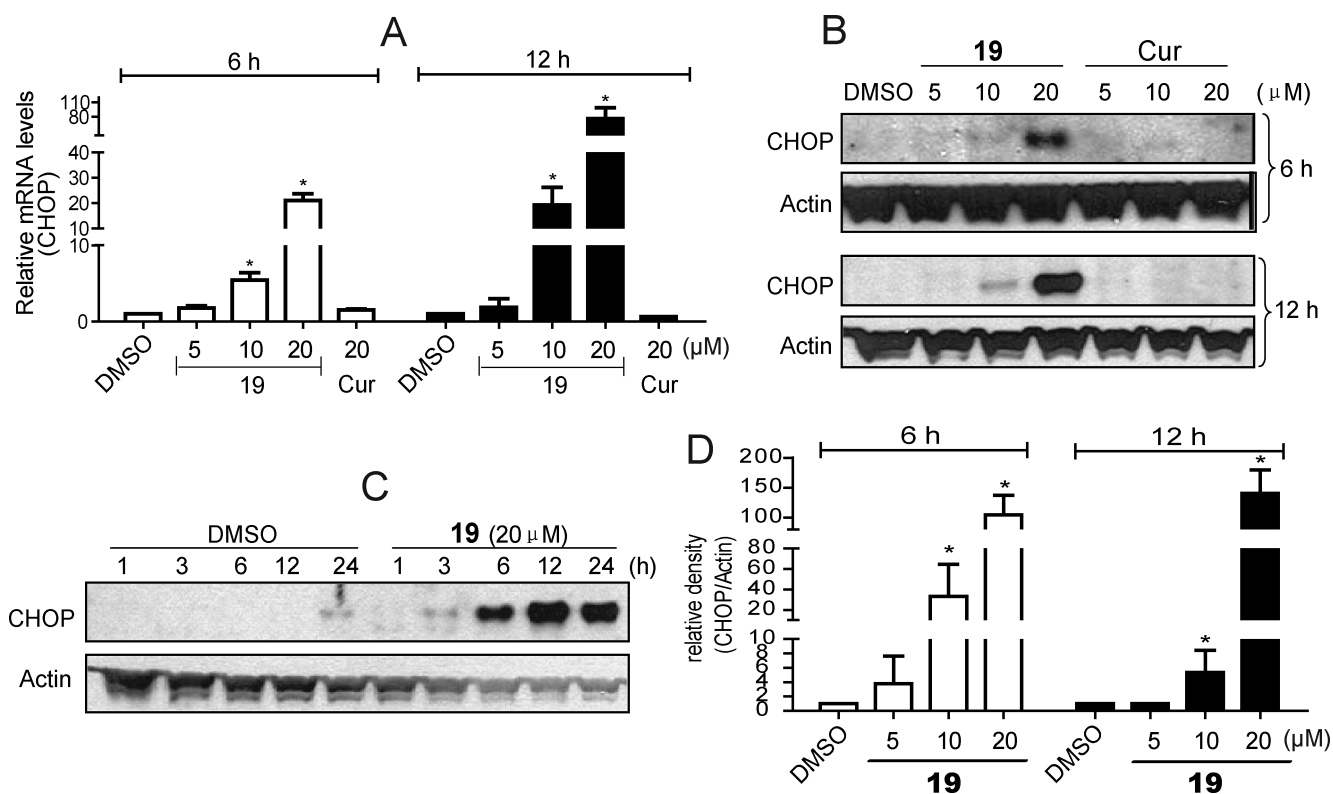 A
6 h
12 h
Relative mRNA levels
(CHOP)
110
80
40
30
20
10
10
0
*
*
*
*
DMSO
5
10
20
20
DMSO
5
10
20
20
(μM)
19
Cur
19
Cur
B
19
Cur
DMSO
5
10
20
5
10
20
(μM)
CHOP
Actin
6 h
CHOP
Actin
12 h
C
DMSO
19 (20 μM)
1
3
6
12
24
1
3
6
12
24
(h)
CHOP
Actin
D
6 h
12 h
relative density
(CHOP/Actin)
200
150
100
80
60
40
20
10
8
6
4
2
0
*
*
*
*
DMSO
5
10
20
DMSO
5
10
20
(μM)
19
19